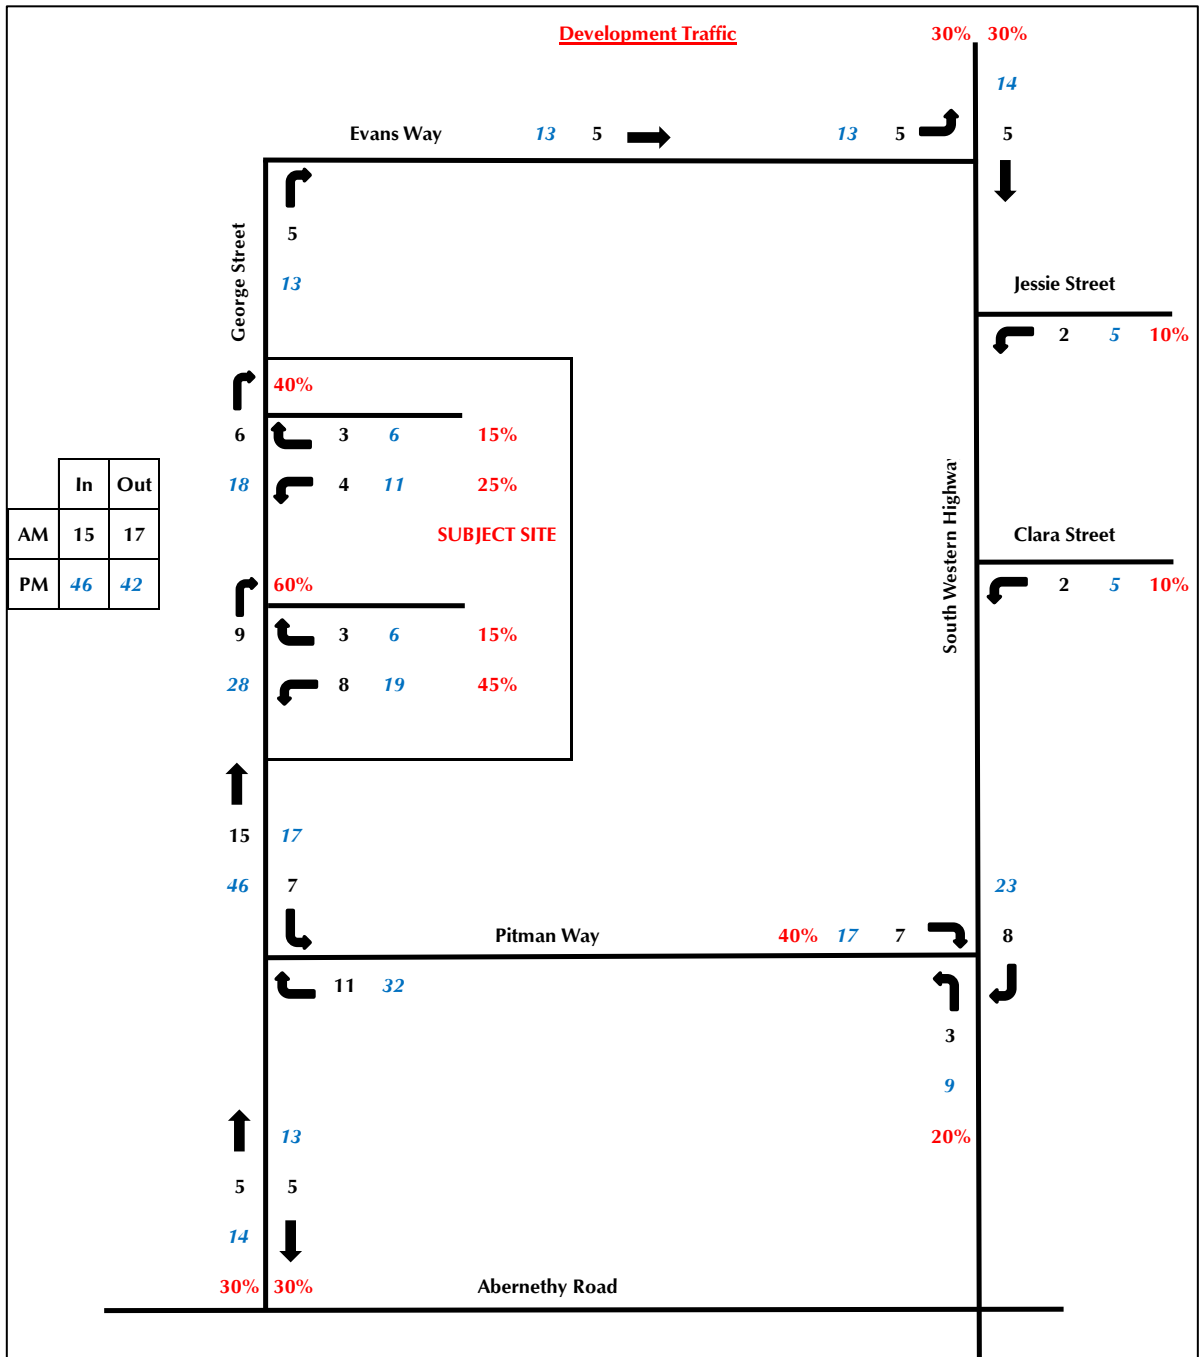 Development Traffic 30% 30%
14
Evans Way 13 5 13 5 5
George Street
5
13
Jessie Street
2 5 10%
40%
6 3 6 15%
In Out 18 4 11 25%
AM 15 17 SUBJECT SITE Clara Street
PM 46 42 60% 2 5 10%
South Western Highwa
9 3 6 15%
28 8 19 45%
15 17
46 7 23
Pitman Way 40% 17 7 8
11 32
3
9
13 20%
5 5
14
30% 30% Abernethy Road